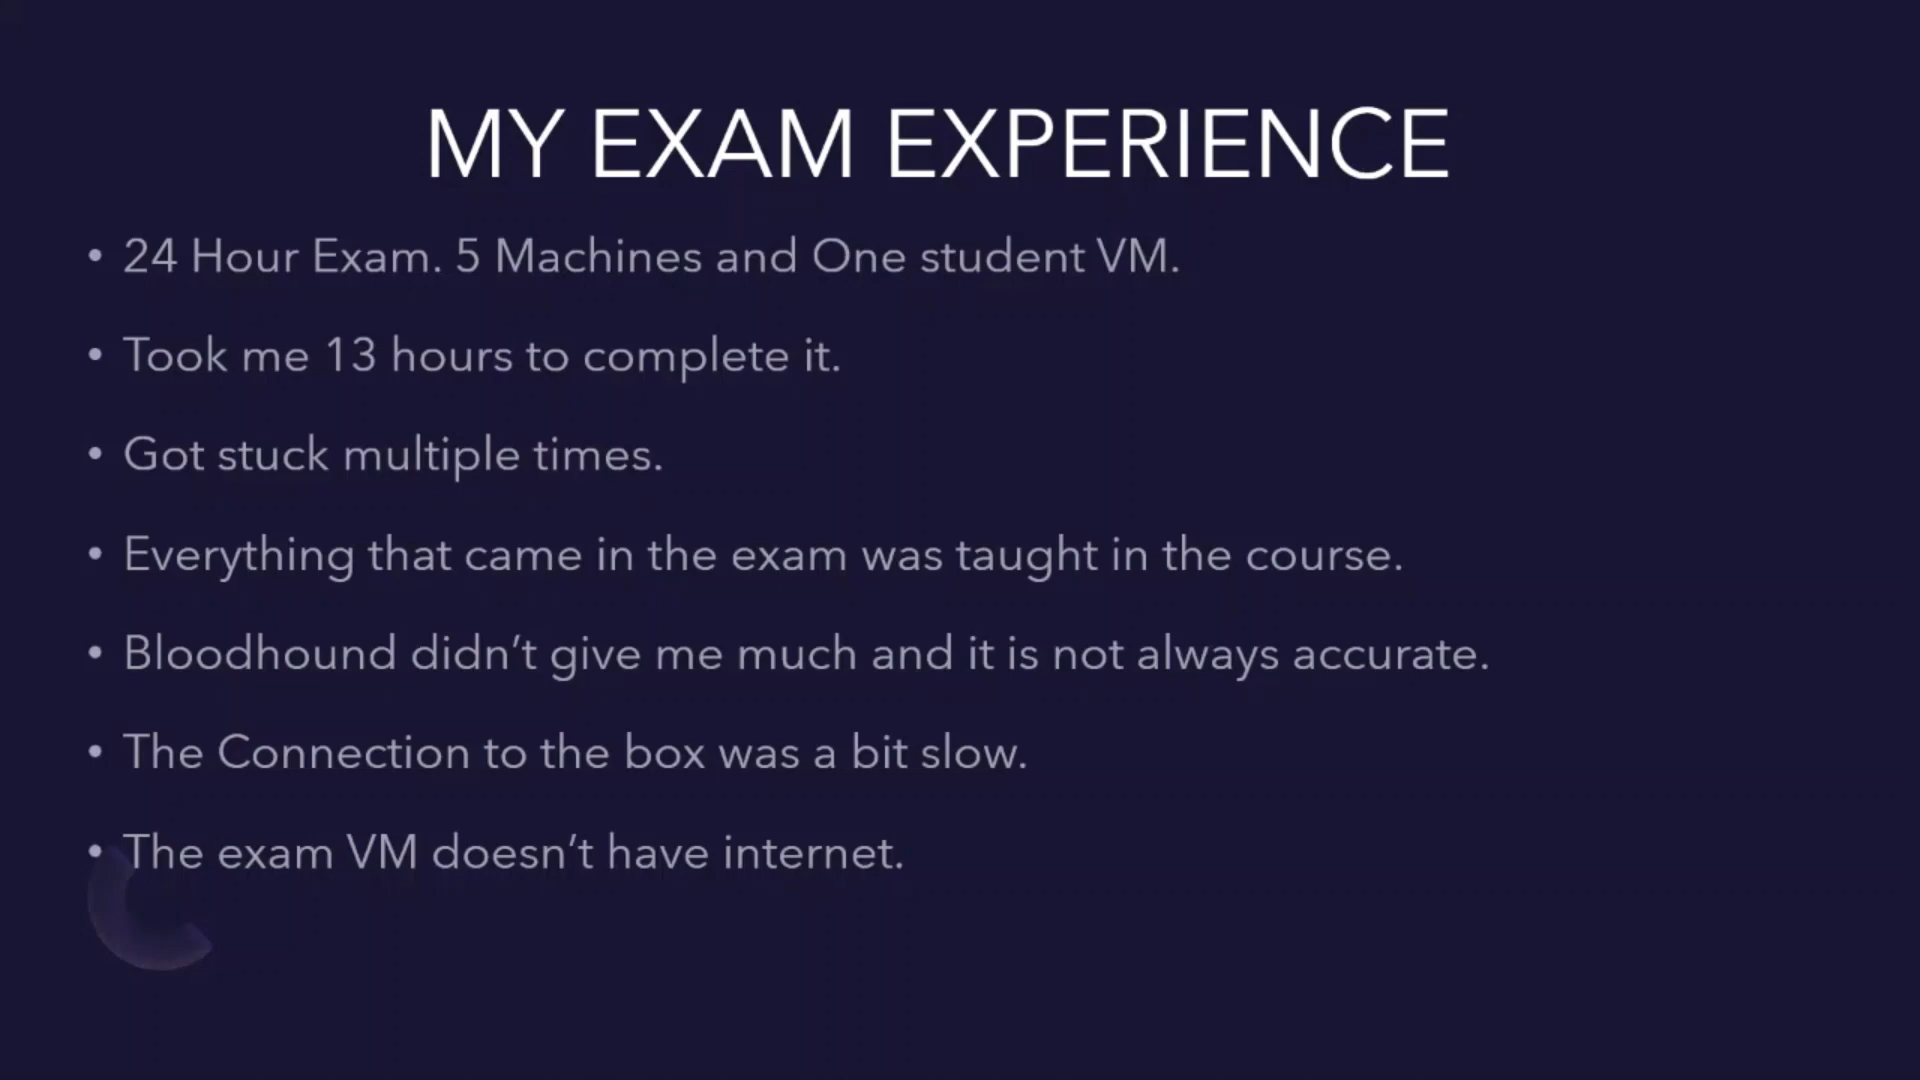 MY EXAM EXPERIENCE
• 24 Hour Exam. 5 Machines and One student VM.
• Took me 13 hours to complete it.
• Got stuck multiple times.
• Everything that came in the exam was taught in the course.
• Bloodhound didn’t give me much and it is not always accurate.
• The Connection to the box was a bit slow.
• The exam VM doesn’t have internet.